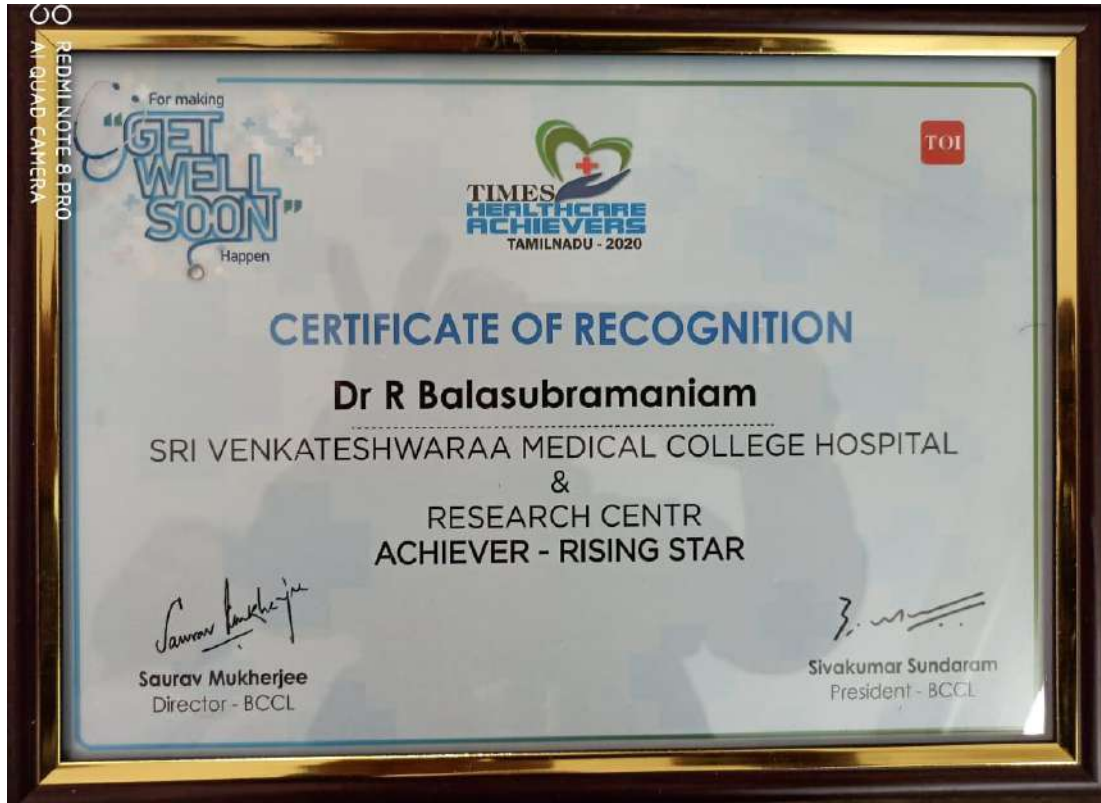 REDMI NOTE 8 PRO
AI QUAD CAMERA
For making
"GET
WELL
SOON"
Happen
TIMES
HEALTHCARE
ACHIEVERS
TAMILNADU - 2020
TOI
CERTIFICATE OF RECOGNITION
Dr R Balasubramaniam
SRI VENKATESHWARAA MEDICAL COLLEGE HOSPITAL
&
RESEARCH CENTR
ACHIEVER - RISING STAR
Saurav Mukherjee
Saurav Mukherjee
Director - BCCL
Sivakumar Sundaram
President - BCCL